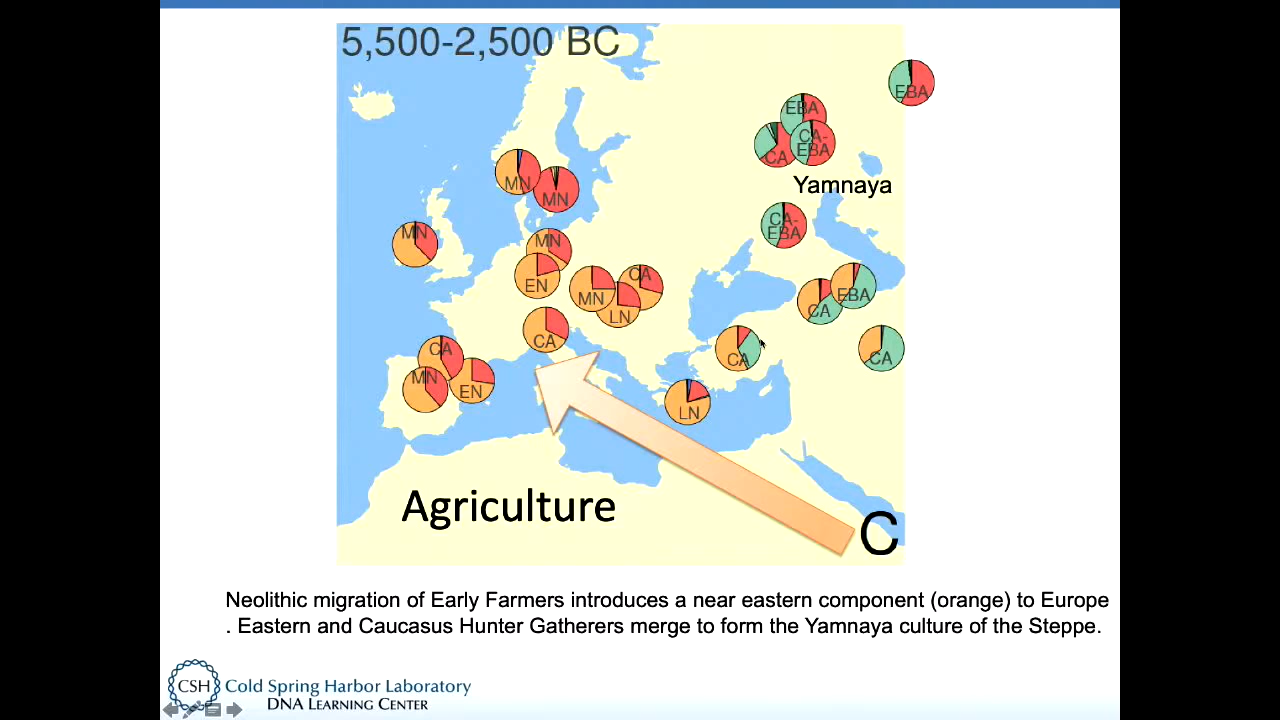 5,500-2,500 BC
EBA
EBA
CA-
EBA
CA
Yamnaya
MN
MN
CA-
EBA
MN
MN
EN
CA
MN
LN
EBA
CA
CA
CA
CA
CA
MN
EN
LN
Agriculture
C
Neolithic migration of Early Farmers introduces a near eastern component (orange) to Europe
. Eastern and Caucasus Hunter Gatherers merge to form the Yamnaya culture of the Steppe.
CSH Cold Spring Harbor Laboratory
DNA LEARNING CENTER